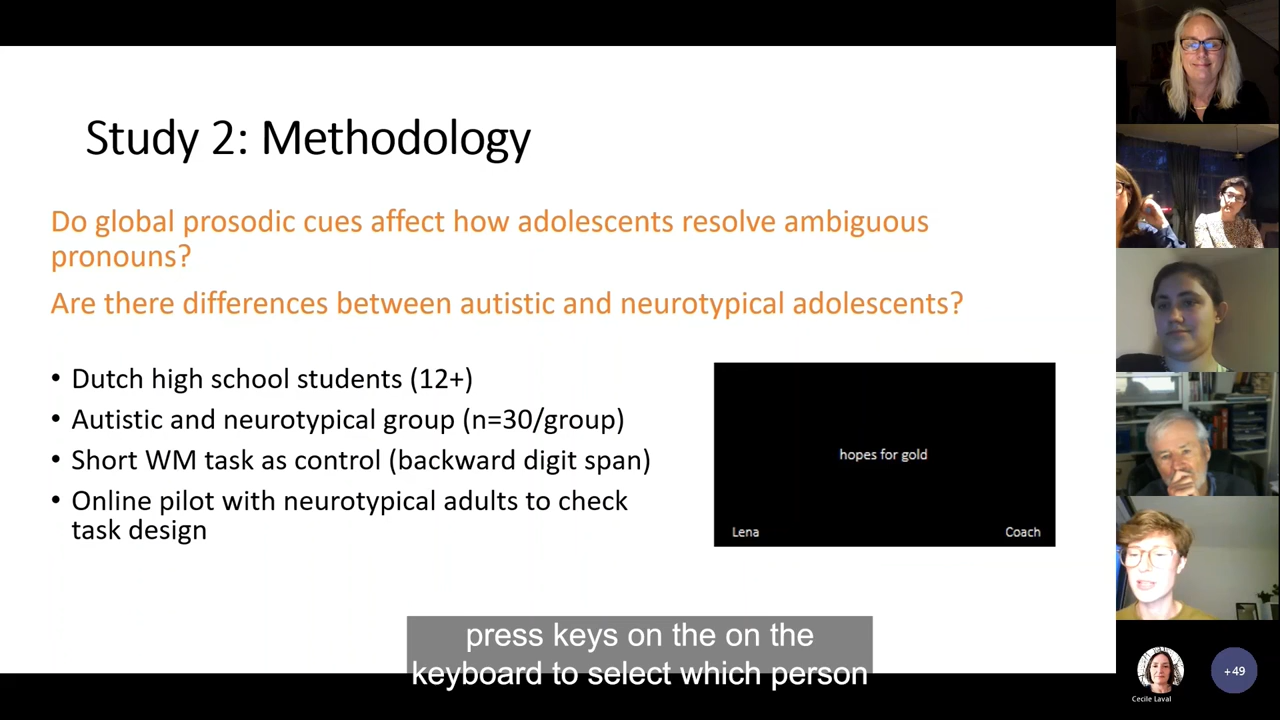 Study 2: Methodology
Do global prosodic cues affect how adolescents resolve ambiguous
pronouns?
Are there differences between autistic and neurotypical adolescents?
• Dutch high school students (12+)
• Autistic and neurotypical group (n=30/group)
• Short WM task as control (backward digit span)
• Online pilot with neurotypical adults to check
task design
hopes for gold
Lena
Coach
press keys on the on the
keyboard to select which person
Cecile Laval
+49